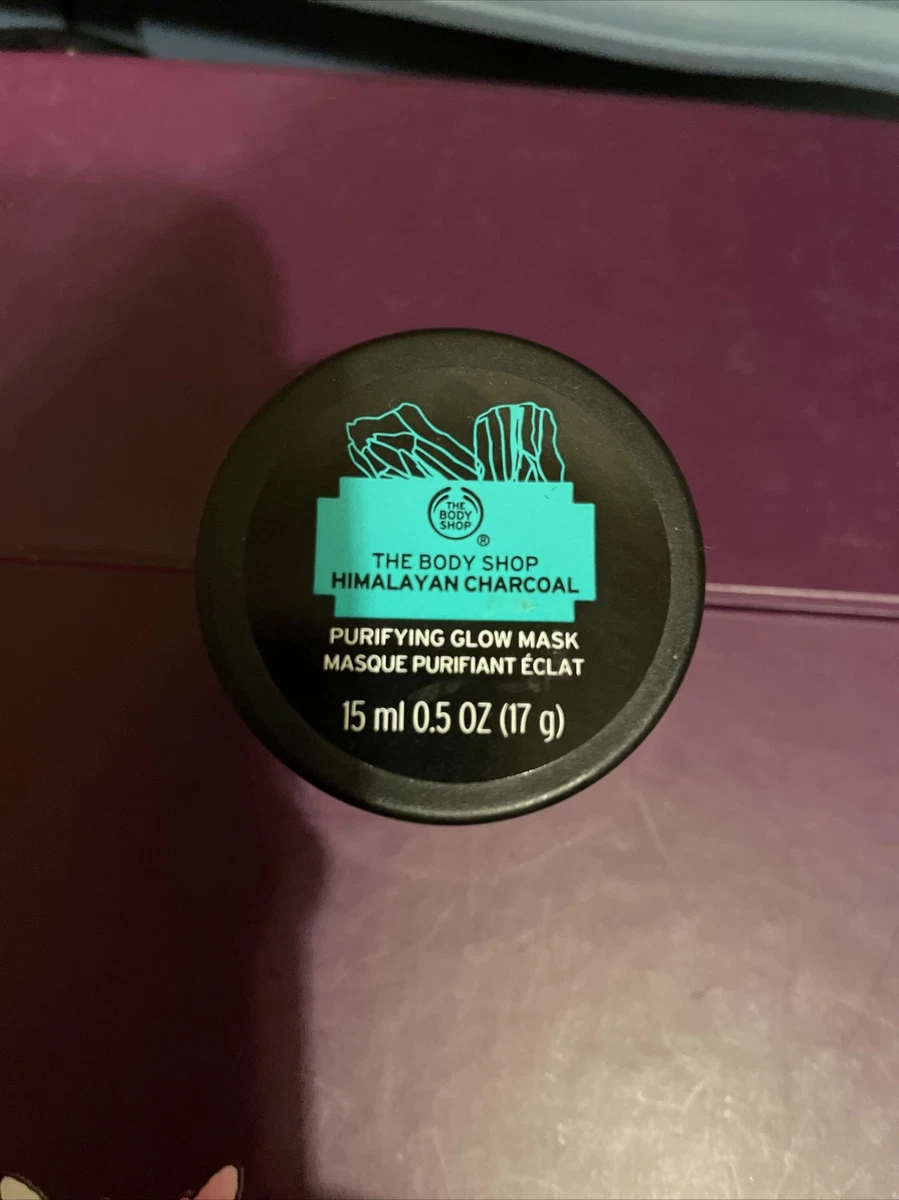 THE
BODY
SHOP
®
THE BODY SHOP
HIMALAYAN CHARCOAL
PURIFYING GLOW MASK
MASQUE PURIFIANT ÉCLAT
15 ml 0.5 OZ (17 g)